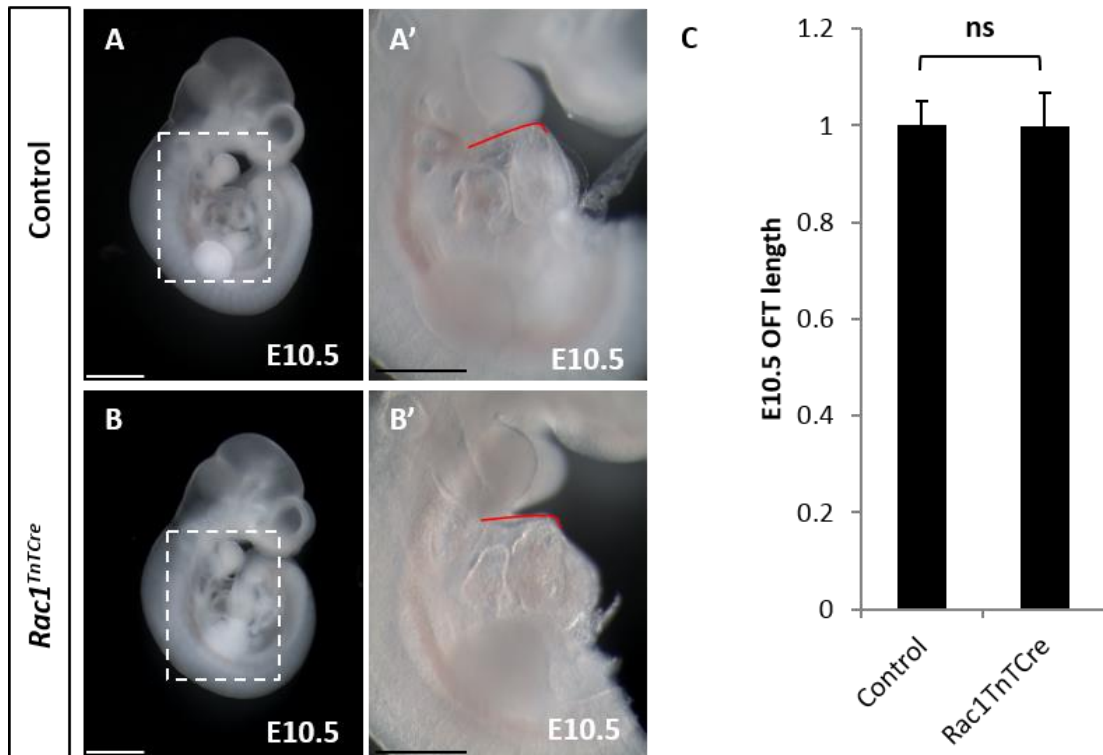 Control
A
E10.5
A’
E10.5
Rac1TnTCre
B
E10.5
B’
E10.5
C
ns
E10.5 OFT length
1.2
1
0.8
0.6
0.4
0.2
0
Control
Rac1TnTCre